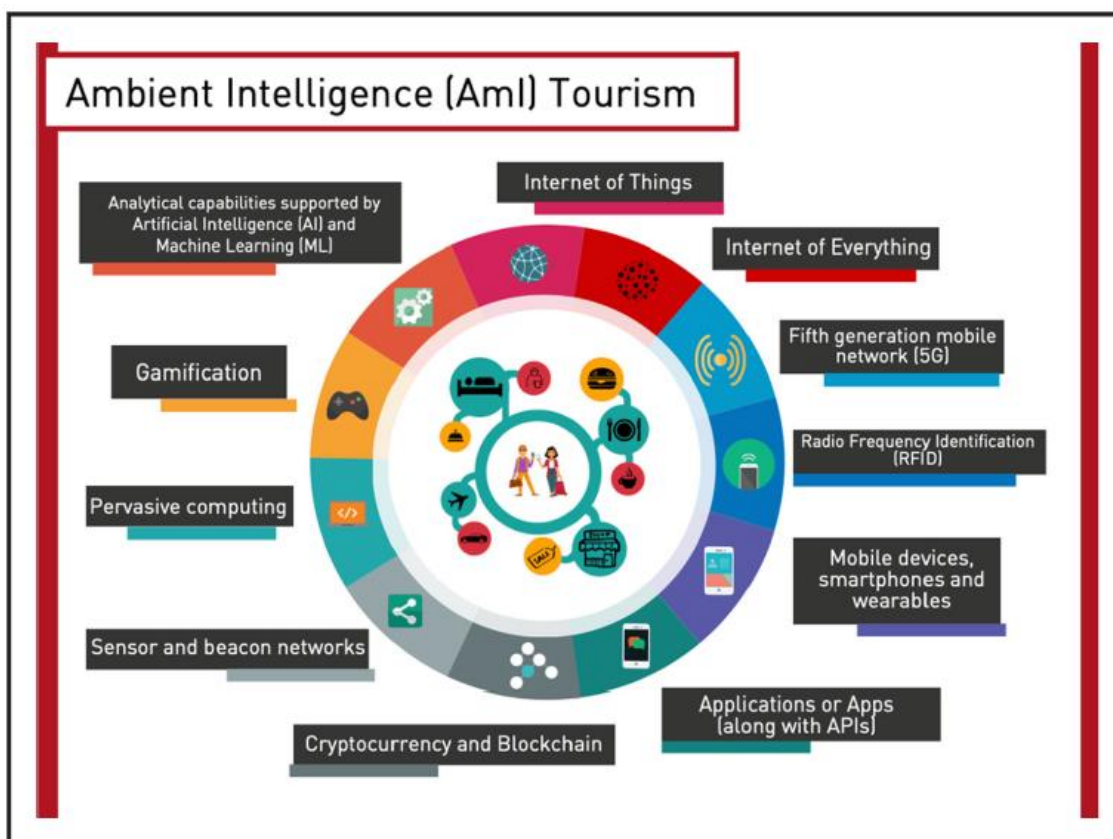 Ambient Intelligence (AmI) Tourism
Internet of Things
Analytical capabilities supported by
Artificial Intelligence (AI) and
Machine Learning (ML)
Internet of Everything
Fifth generation mobile
network (5G)
Gamification
Radio Frequency Identification
(RFID)
Pervasive computing
</>
Mobile devices,
smartphones and
wearables
SALE
Sensor and beacon networks
Applications or Apps
(along with APIs)
Cryptocurrency and Blockchain